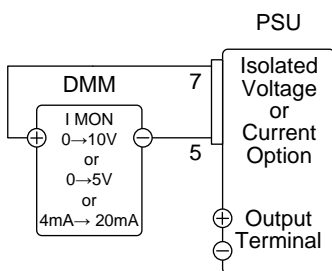 PSU
DMM
7
5
I MON
0→10V
or
0→5V
or
4mA→ 20mA
Isolated
Voltage
or
Current
Option
Output
Terminal